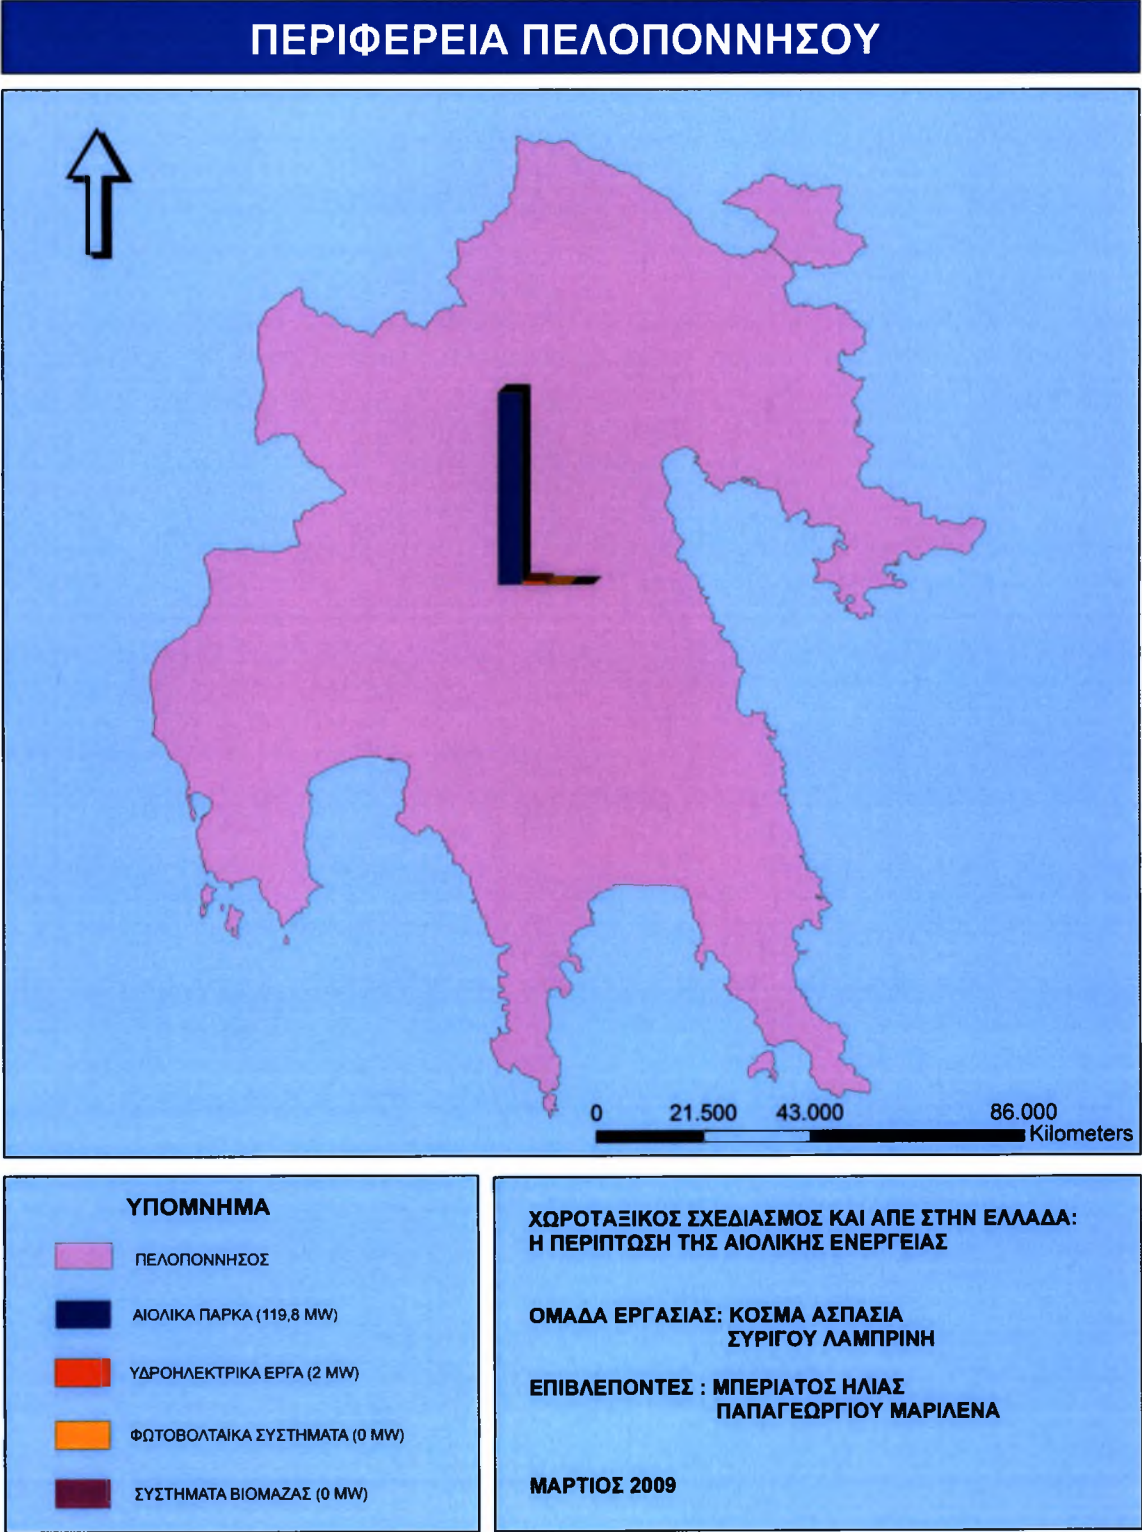 ΠΕΡΙΦΕΡΕΙΑ ΠΕΛΟΠΟΝΝΗΣΟΥ
0 21.500 43.000 86.000
Kilometers
ΥΠΟΜΝΗΜΑ
ΠΕΛΟΠΟΝΝΗΣΟΣ
ΑΙΟΛΙΚΑ ΠΑΡΚΑ (119,8 MW)
ΥΔΡΟΗΛΕΚΤΡΙΚΑ ΕΡΓΑ (2 MW)
ΦΩΤΟΒΟΛΤΑΙΚΑ ΣΥΣΤΗΜΑΤΑ (0 MW)
ΣΥΣΤΗΜΑΤΑ ΒΙΟΜΑΖΑΣ (0 MW)
ΧΩΡΟΤΑΞΙΚΟΣ ΣΧΕΔΙΑΣΜΟΣ ΚΑΙ ΑΠΕ ΣΤΗΝ ΕΛΛΑΔΑ:
Η ΠΕΡΙΠΤΩΣΗ ΤΗΣ ΑΙΟΛΙΚΗΣ ΕΝΕΡΓΕΙΑΣ
ΟΜΑΔΑ ΕΡΓΑΣΙΑΣ: ΚΟΣΜΑ ΑΣΠΑΣΙΑ
ΣΥΡΙΓΟΥ ΛΑΜΠΡΙΝΗ
ΕΠΙΒΛΕΠΟΝΤΕΣ : ΜΠΕΡΙΑΤΟΣ ΗΛΙΑΣ
ΠΑΠΑΓΕΩΡΓΙΟΥ ΜΑΡΙΛΕΝΑ
ΜΑΡΤΙΟΣ 2009